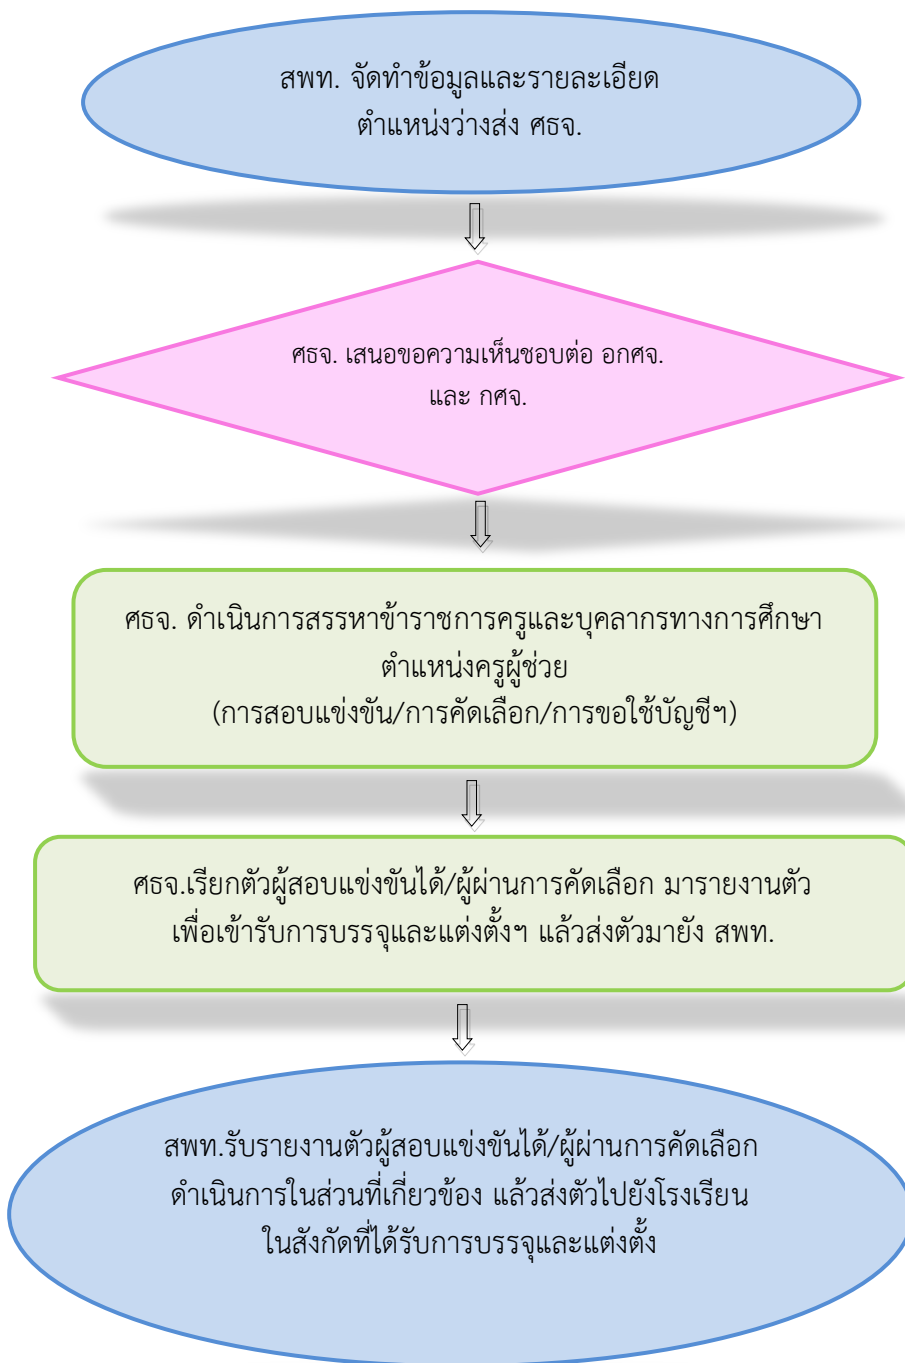 สพท. จัดทำข้อมูลและรายละเอียด
ตำแหน่งว่างส่ง ศธจ.
ศธจ. เสนอขอความเห็นชอบต่อ อกศจ.
และ กศจ.
ศธจ. ดำเนินการสรรหาข้าราชการครูและบุคลากรทางการศึกษา
ตำแหน่งครูผู้ช่วย
(การสอบแข่งขัน/การคัดเลือก/การขอใช้บัญชีฯ)
ศธจ.เรียกตัวผู้สอบแข่งขันได้/ผู้ผ่านการคัดเลือก มารายงานตัว
เพื่อเข้ารับการบรรจุและแต่งตั้งฯ แล้วส่งตัวมายัง สพท.
สพท.รับรายงานตัวผู้สอบแข่งขันได้/ผู้ผ่านการคัดเลือก
ดำเนินการในส่วนที่เกี่ยวข้อง แล้วส่งตัวไปยังโรงเรียน
ในสังกัดที่ได้รับการบรรจุและแต่งตั้ง